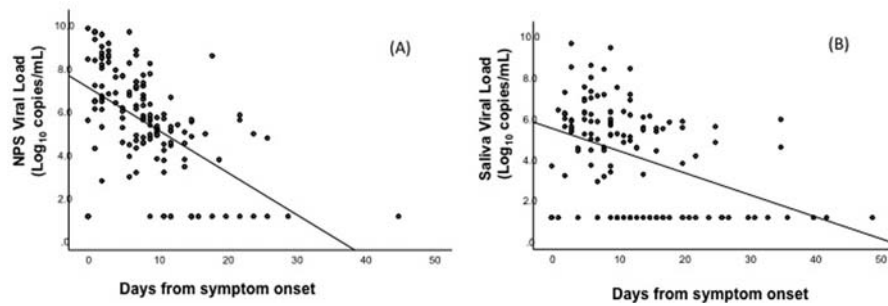 (A)
NPS Viral Load
(Log10 copies/mL)
10.0
8.0
6.0
4.0
2.0
.0
0 10 20 30 40 50
Days from symptom onset
(B)
Saliva Viral Load
(Log10 copies/mL)
10.0
8.0
6.0
4.0
2.0
.0
0 10 20 30 40 50
Days from symptom onset